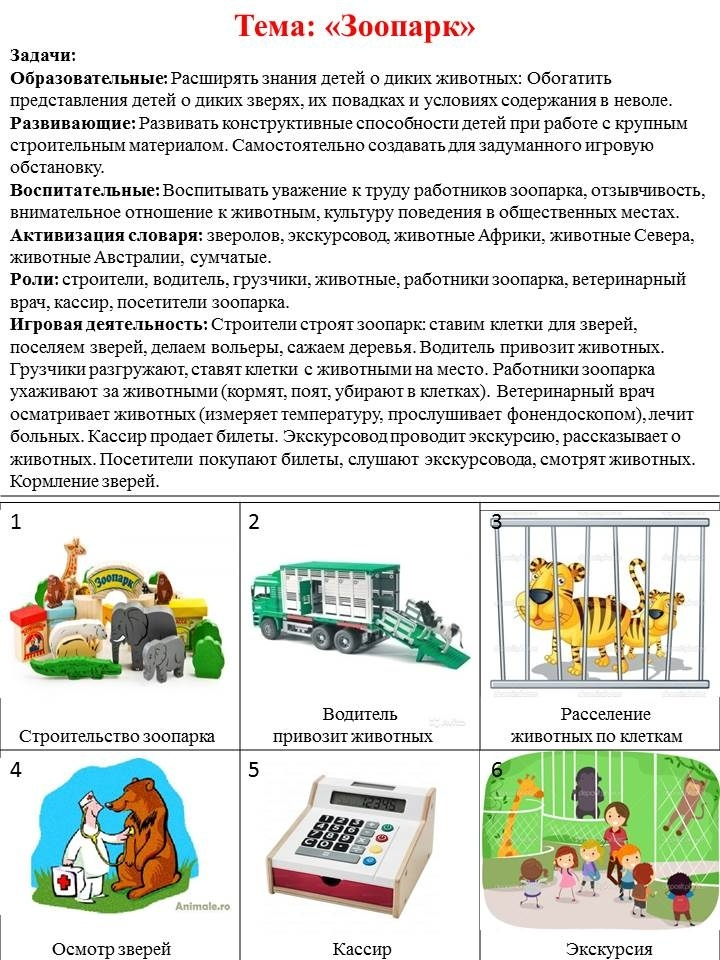 Тема: «Зоопарк»
Задачи:
Образовательные: Расширять знания детей о диких животных: Обогатить
представления детей о диких зверях, их повадках и условиях содержания в неволе.
Развивающие: Развивать конструктивные способности детей при работе с крупным
строительным материалом. Самостоятельно создавать для задуманного игровую
обстановку.
Воспитательные: Воспитывать уважение к труду работников зоопарка, отзывчивость,
внимательное отношение к животным, культуру поведения в общественных местах.
Активизация словаря: зверолов, экскурсовод, животные Африки, животные Севера,
животные Австралии, сумчатые.
Роли: строители, водитель, грузчики, животные, работники зоопарка, ветеринарный
врач, кассир, посетители зоопарка.
Игровая деятельность: Строители строят зоопарк: ставим клетки для зверей,
поселяем зверей, делаем вольеры, сажаем деревья. Водитель привозит животных.
Грузчики разгружают, ставят клетки с животными на место. Работники зоопарка
ухаживают за животными (кормят, поят, убирают в клетках). Ветеринарный врач
осматривает животных (измеряет температуру, прослушивает фонендоскопом), лечит
больных. Кассир продает билеты. Экскурсовод проводит экскурсию, рассказывает о
животных. Посетители покупают билеты, слушают экскурсовода, смотрят животных.
Кормление зверей.
1
Зоопарк
Строительство зоопарка
2
Avito
Водитель
привозит животных
3
Расселение
животных по клеткам
4
Animale.ro
Осмотр зверей
5
12345
Кассир
6
Экскурсия